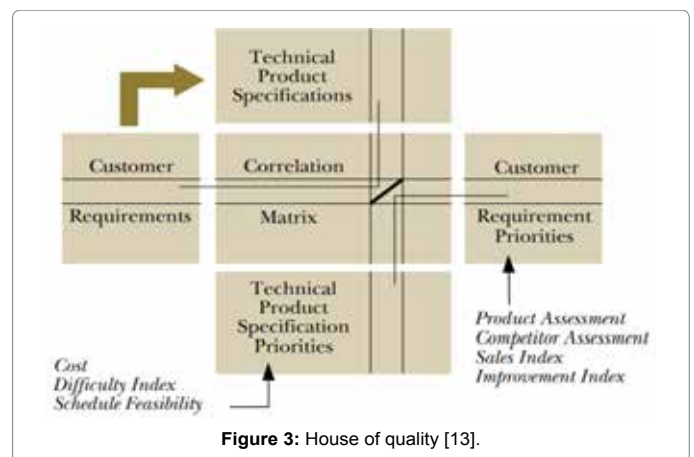 Technical
Product
Specifications
Customer
Requirements
Correlation
Matrix
Customer
Requirement
Priorities
Technical
Product
Specification
Priorities
Product Assessment
Competitor Assessment
Sales Index
Improvement Index
Cost
Difficulty Index
Schedule Feasibility
Figure 3: House of quality [13].